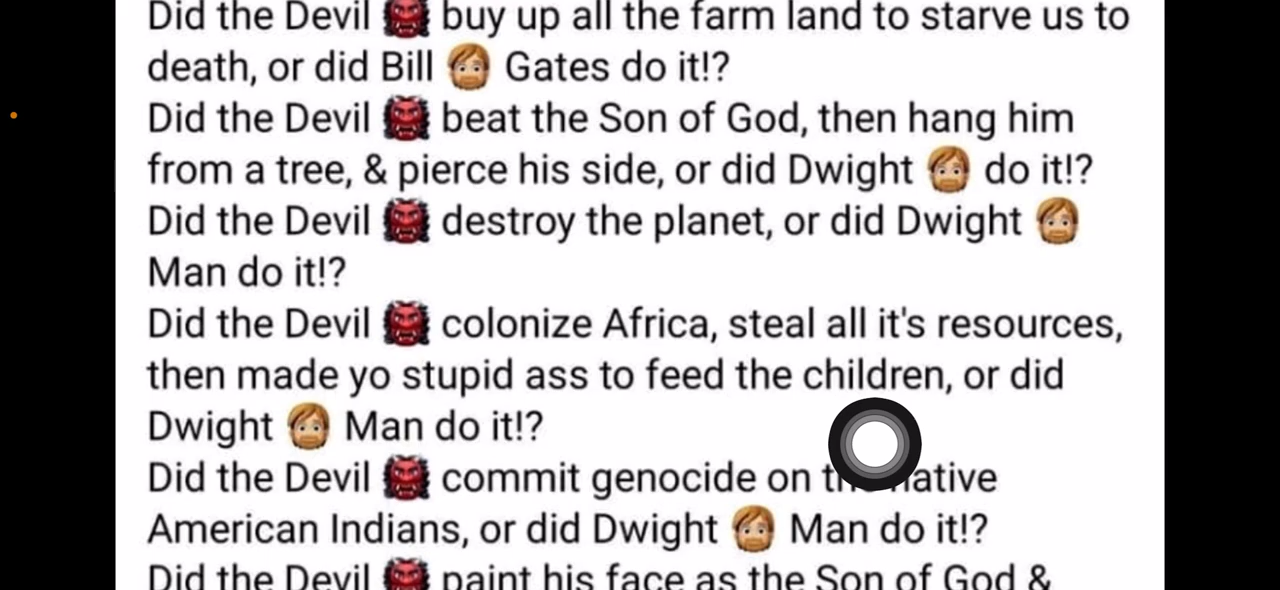 Did the Devil 👹 buy up all the farm land to starve us to
death, or did Bill 🧔🏼 Gates do it!?
Did the Devil 👹 beat the Son of God, then hang him
from a tree, & pierce his side, or did Dwight 🧔🏼 do it!?
Did the Devil 👹 destroy the planet, or did Dwight 🧔🏼
Man do it!?
Did the Devil 👹 colonize Africa, steal all it's resources,
then made yo stupid ass to feed the children, or did
Dwight 🧔🏼 Man do it!?
Did the Devil 👹 commit genocide on the native
American Indians, or did Dwight 🧔🏼 Man do it!?
Did the Devil 👹 paint his face as the Son of God &